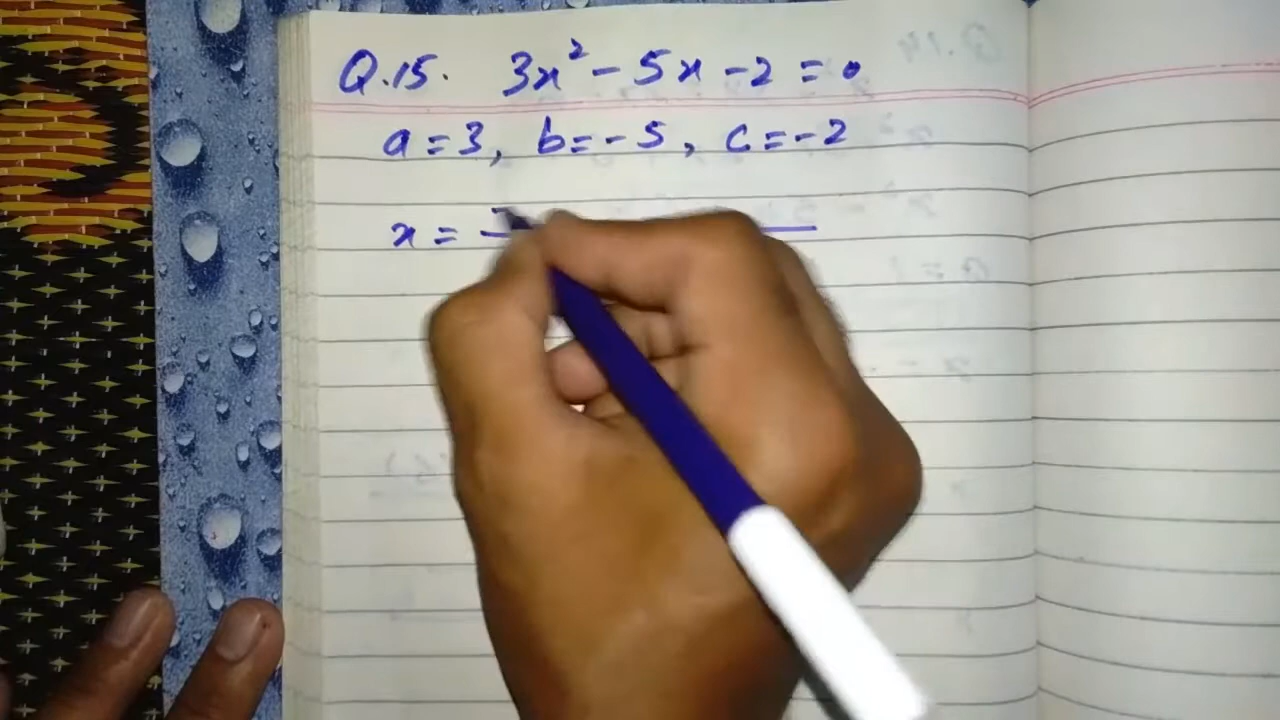 Q.15. 3x² - 5x - 2 = 0
a = 3, b = - 5, c = - 2
x = -